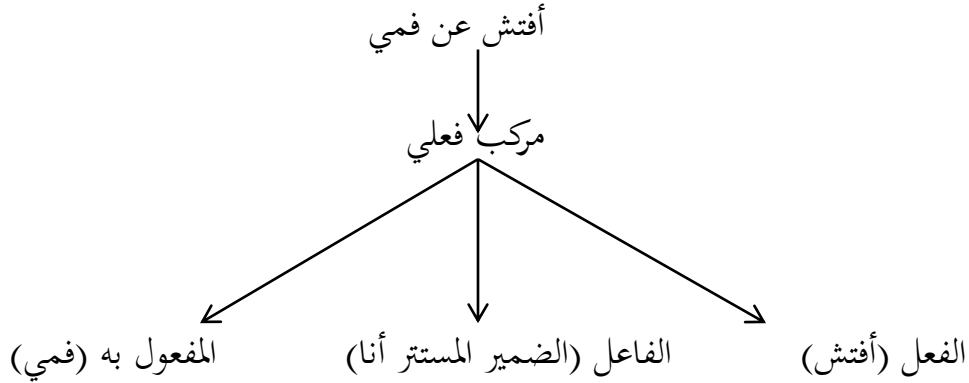 أفتش عن فمي
مركب فعلي
الفعل (أفتش) الفاعل (الضمير المستتر أنا) المفعول به (فمي)